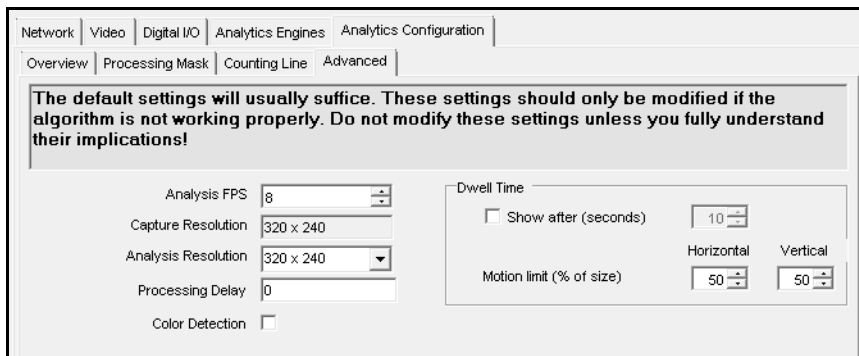 Network Video Digital I/O Analytics Engines Analytics Configuration
Overview Processing Mask Counting Line Advanced
The default settings will usually suffice. These settings should only be modified if the
algorithm is not working properly. Do not modify these settings unless you fully understand
their implications!
Analysis FPS 8
Capture Resolution 320 x 240
Analysis Resolution 320 x 240
Processing Delay 0
Color Detection
Dwell Time
Show after (seconds) 10
Horizontal Vertical
Motion limit (% of size) 50 50